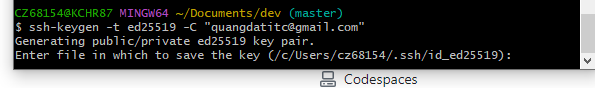 CZ68154@KCHR87 MINGW64 ~/Documents/dev (master)
$ ssh-keygen -t ed25519 -C "quangdatitc@gmail.com"
Generating public/private ed25519 key pair.
Enter file in which to save the key (/c/Users/cz68154/.ssh/id_ed25519):
Codespaces